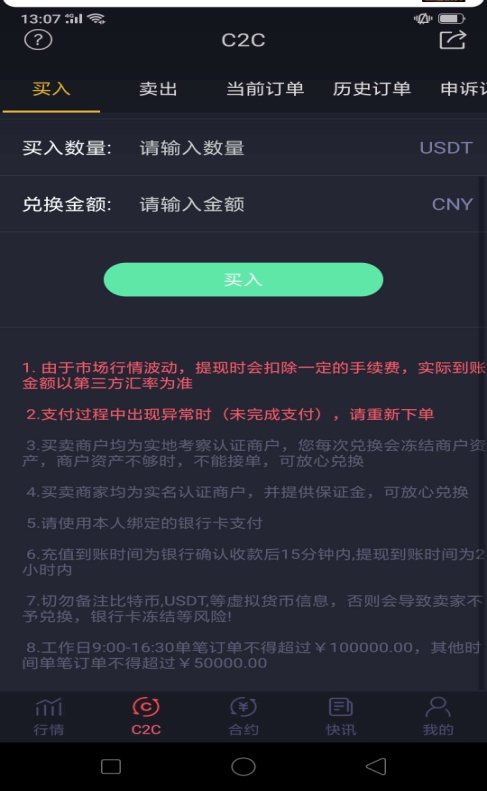 13:07
?
C2C
买入 卖出 当前订单 历史订单 申诉
买入数量: 请输入数量 USDT
兑换金额: 请输入金额 CNY
买入
1. 由于市场行情波动，提现时会扣除一定的手续费，实际到账
金额以第三方汇率为准
2.支付过程中出现异常时（未完成支付），请重新下单
3.买卖商户均为实地考察认证商户，您每次兑换会冻结商户资
产，商户资产不够时，不能接单，可放心兑换
4.买卖商家均为实名认证商户，并提供保证金，可放心兑换
5.请使用本人绑定的银行卡支付
6.充值到账时间为银行确认收款后15分钟内,提现到账时间为2
小时内
7.切勿备注比特币,USDT,等虚拟货币信息，否则会导致卖家不
予兑换，银行卡冻结等风险!
8.工作日9:00-16:30单笔订单不得超过￥100000.00，其他时
间单笔订单不得超过￥50000.00
行情 C2C 合约 快讯 我的